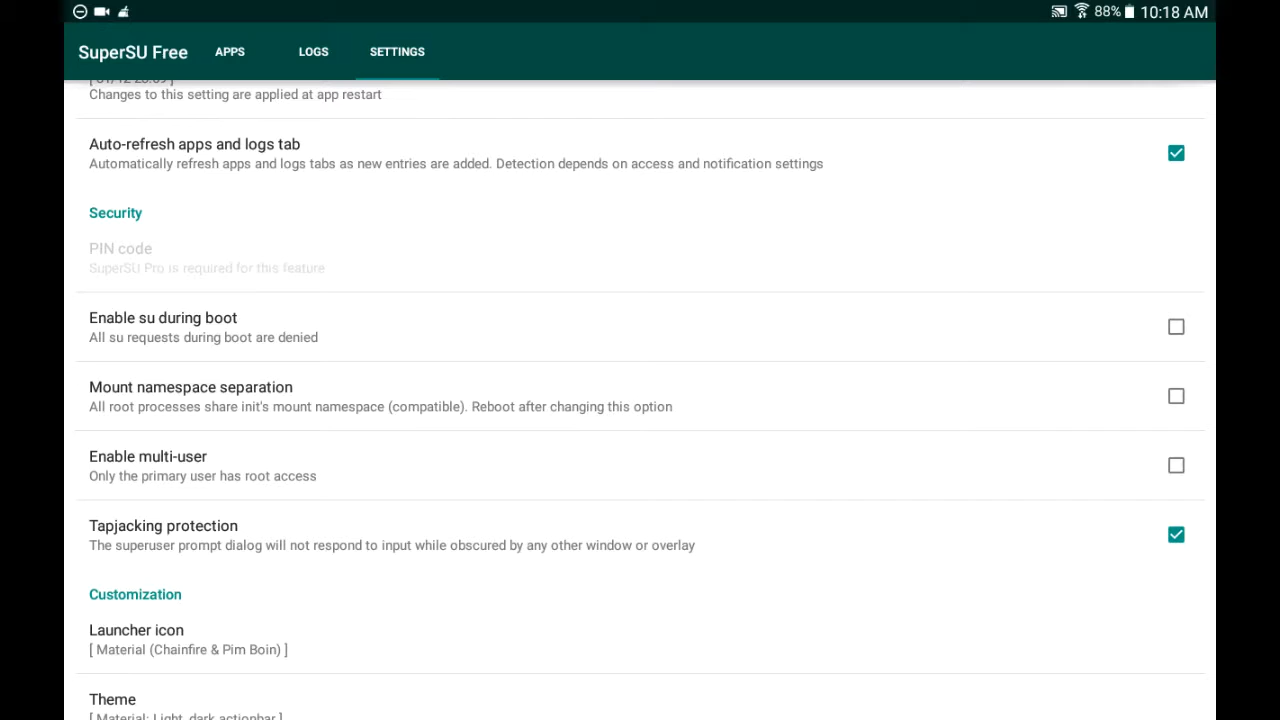 88% 10:18 AM
SuperSU Free APPS LOGS SETTINGS
Changes to this setting are applied at app restart
Auto-refresh apps and logs tab
Automatically refresh apps and logs tabs as new entries are added. Detection depends on access and notification settings
Security
PIN code
SuperSU Pro is required for this feature
Enable su during boot
All su requests during boot are denied
Mount namespace separation
All root processes share init's mount namespace (compatible). Reboot after changing this option
Enable multi-user
Only the primary user has root access
Tapjacking protection
The superuser prompt dialog will not respond to input while obscured by any other window or overlay
Customization
Launcher icon
[ Material (Chainfire & Pim Boin) ]
Theme
[ Material: Light, dark actionbar ]